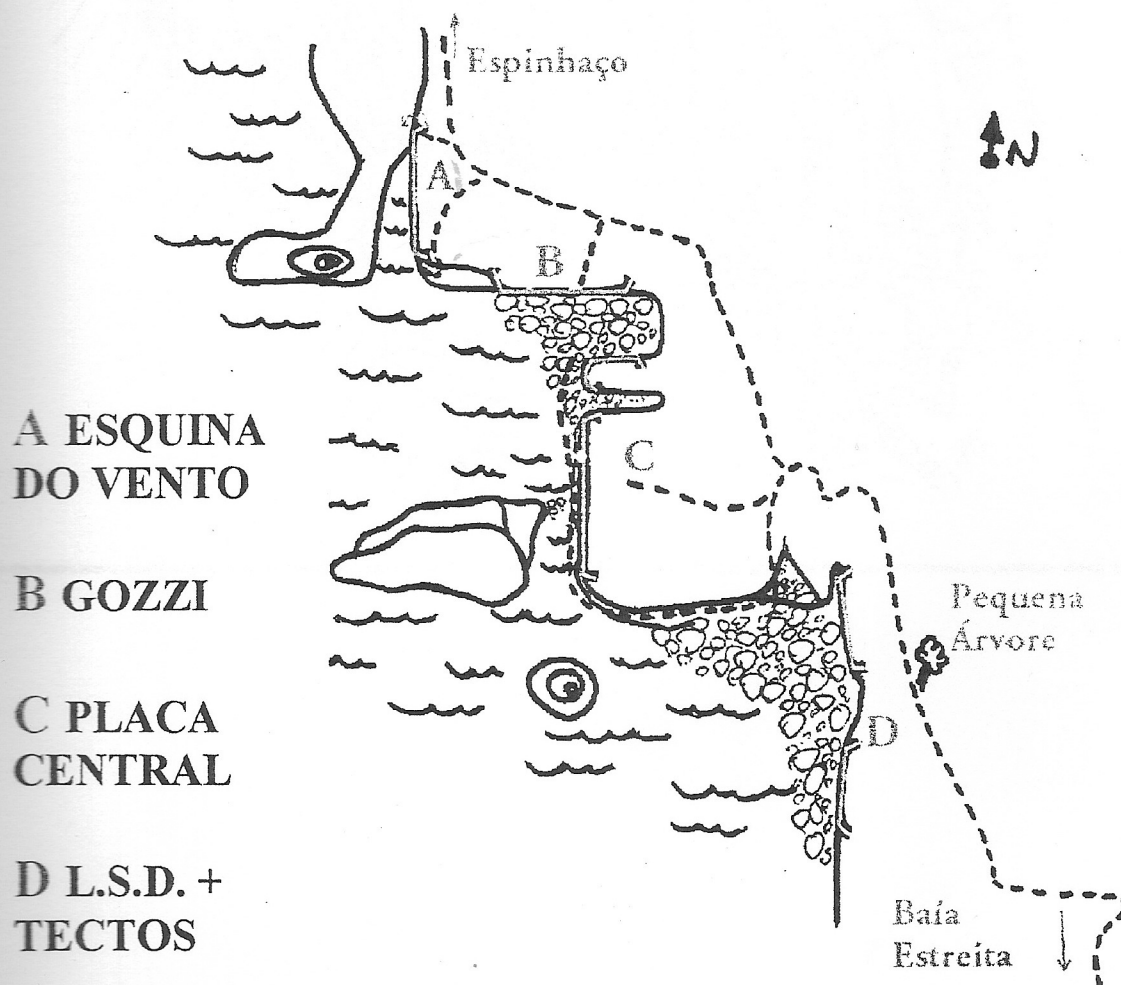 Espinhaço
N
A
B
A ESQUINA
DO VENTO
C
B GOZZI
Pequena
Árvore
C PLACA
CENTRAL
D
D L.S.D. +
TECTOS
Baía
Estreita